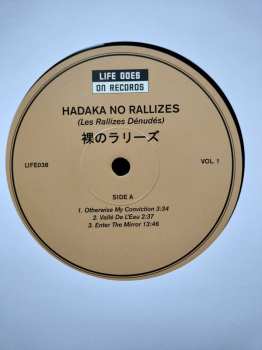 LIFE DOES
ON RECORDS
HADAKA NO RALLIZES
(Les Rallizes Dénudés)
裸のラリーズ
LIFE038
VOL. 1
SIDE A
1. Otherwise My Conviction 3:34
2. Vailé De L'Eau 2:37
3. Enter The Mirror 13:46